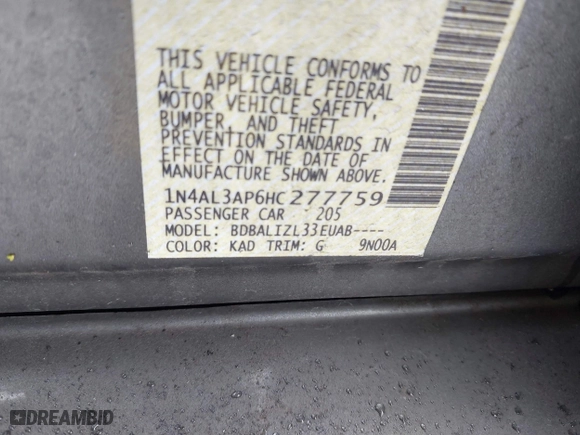 THIS VEHICLE CONFORMS TO
ALL APPLICABLE FEDERAL
MOTOR VEHICLE SAFETY,
BUMPER, AND THEFT
PREVENTION STANDARDS IN
EFFECT ON THE DATE OF
MANUFACTURE SHOWN ABOVE.
1N4AL3AP6HC277759
PASSENGER CAR 205
MODEL: BDBALIZL33EUAB----
COLOR: KAD TRIM: G 9N00A
DREAMBID